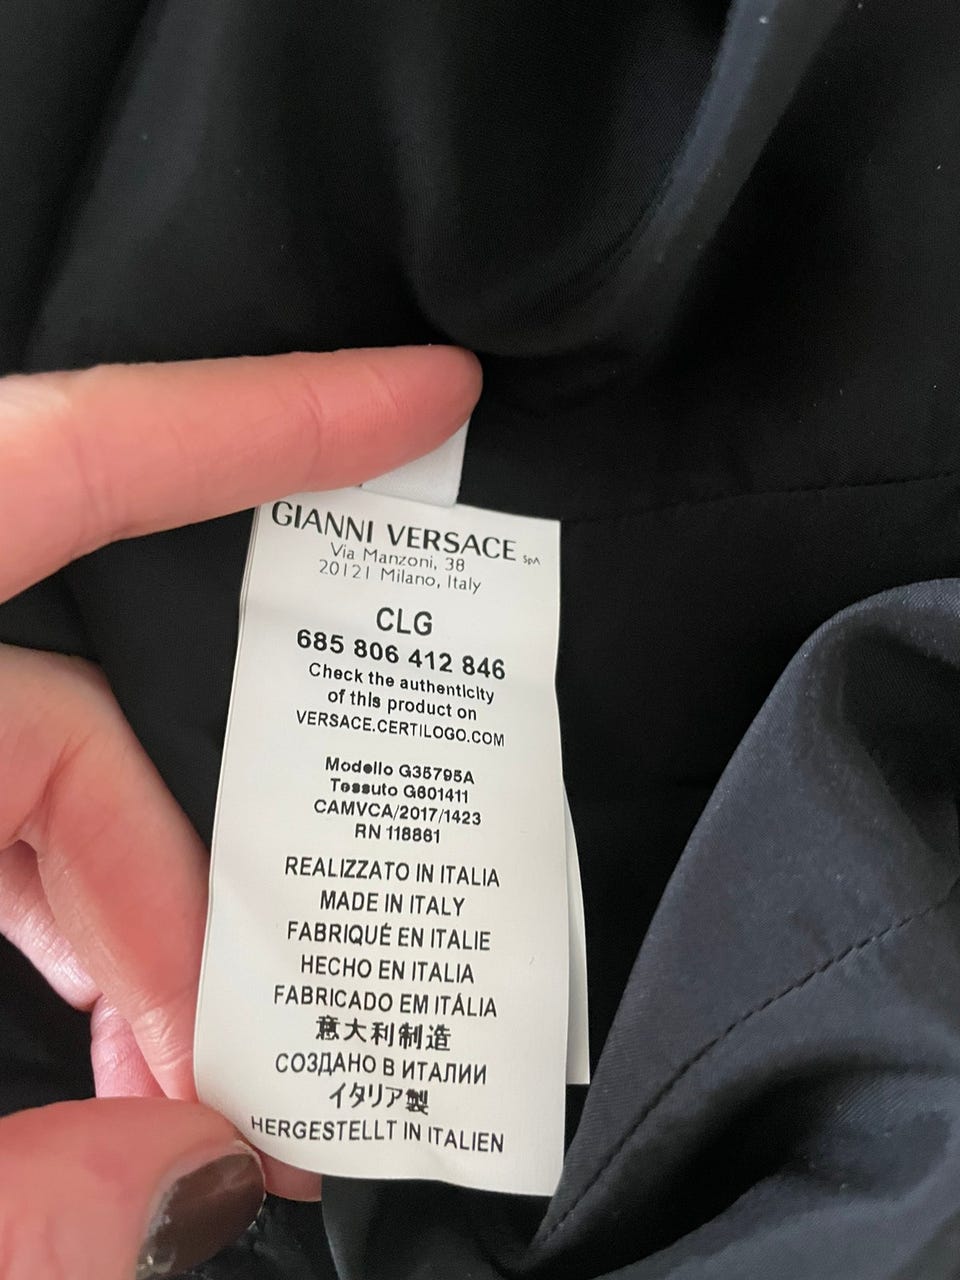 GIANNI VERSACE SpA
Via Manzoni, 38
20121 Milano, Italy
CLG
685 806 412 846
Check the authenticity
of this product on
VERSACE.CERTILOGO.COM
Modello G35795A
Tessuto G601411
CAMVCA/2017/1423
RN 118861
REALIZZATO IN ITALIA
MADE IN ITALY
FABRIQUÉ EN ITALIE
HECHO EN ITALIA
FABRICADO EM ITÁLIA
意大利制造
СОЗДАНО В ИТАЛИИ
イタリア製
HERGESTELLT IN ITALIEN